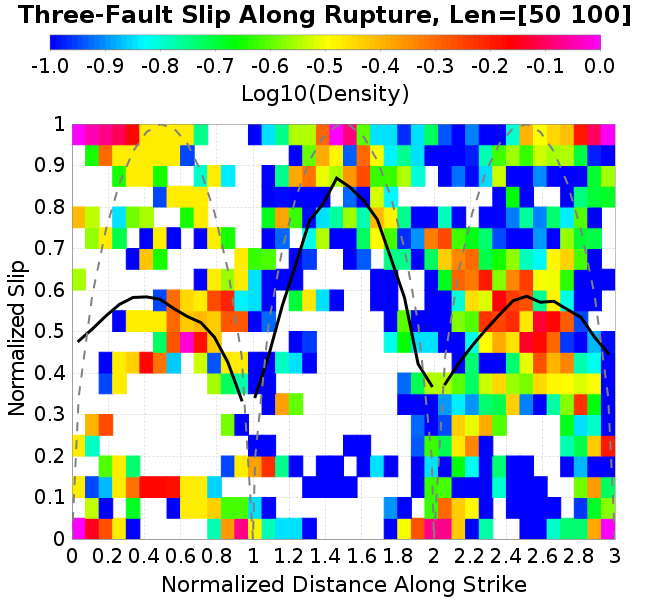 Three-Fault Slip Along Rupture, Len=[50 100]
-1.0 -0.9 -0.8 -0.7 -0.6 -0.5 -0.4 -0.3 -0.2 -0.1 0.0
Log10(Density)
1
0.9
0.8
0.7
0.6
0.5
0.4
0.3
0.2
0.1
0
Normalized Slip
0 0.2 0.4 0.6 0.8 1 1.2 1.4 1.6 1.8 2 2.2 2.4 2.6 2.8 3
Normalized Distance Along Strike